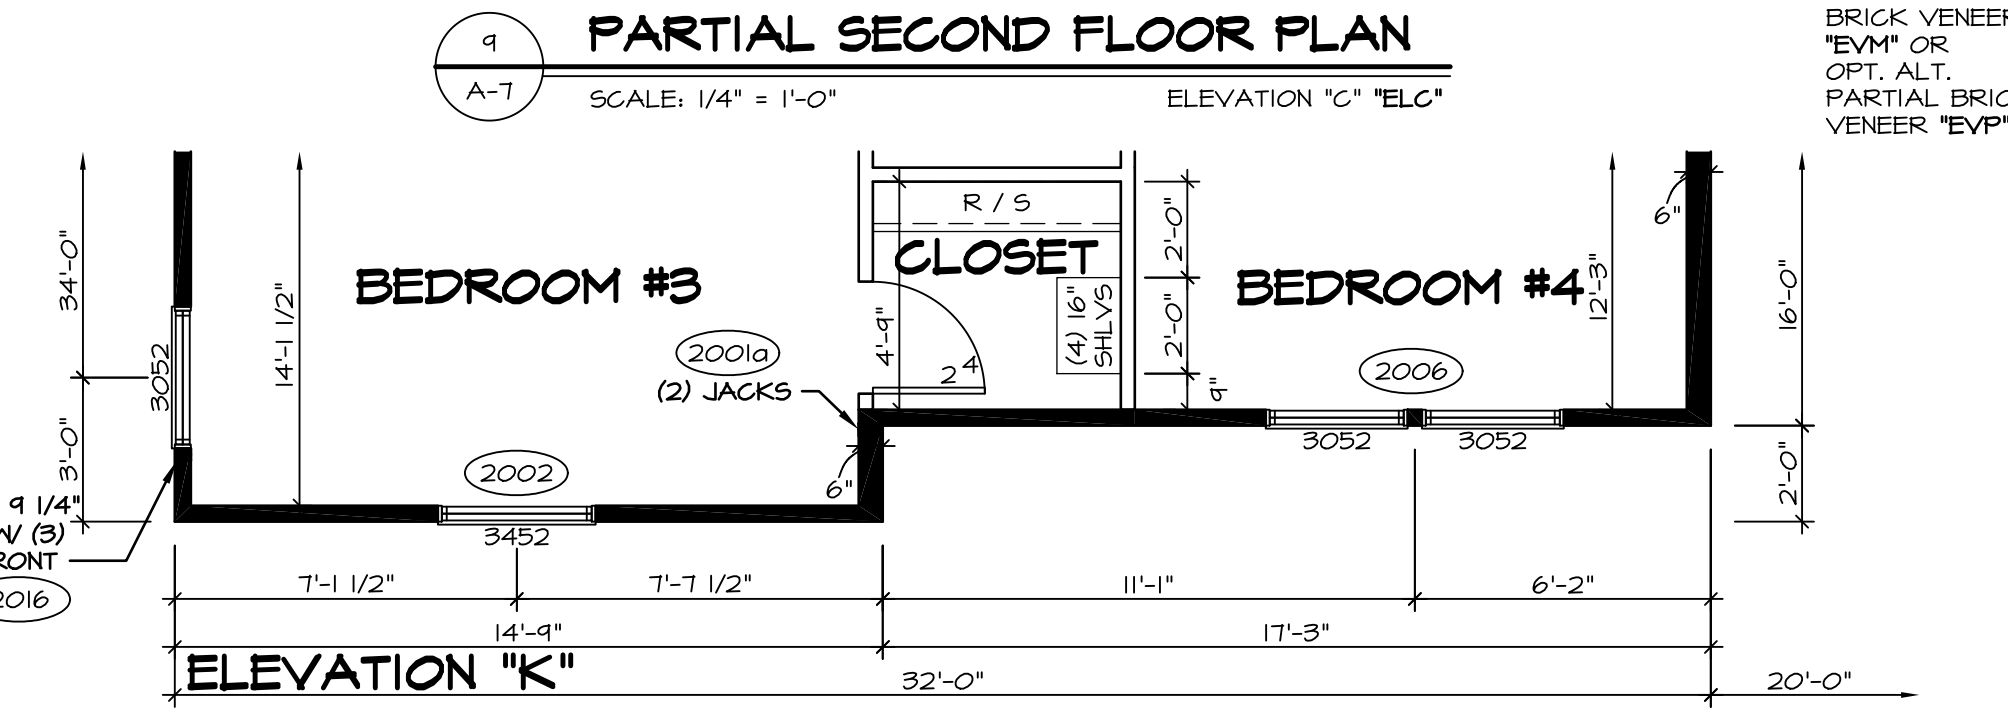 9
A-7
PARTIAL SECOND FLOOR PLAN
SCALE: 1/4" = 1'-0"
ELEVATION "C" "ELC"
BRICK VENEER
"EVM" OR
OPT. ALT.
PARTIAL BRIC
VENEER "EVP"
34'-0"
3'-0"
3052
14'-1 1/2"
BEDROOM #3
R / S
CLOSET
4'-9"
2 4
(4) 16"
SHLVS
2'-0"
2'-0"
9"
BEDROOM #4
12'-3"
6"
16'-0"
2'-0"
2001a
(2) JACKS
2006
3052
3052
2002
3452
6"
9 1/4"
W/ (3)
RONT
2016
7'-1 1/2"
7'-7 1/2"
11'-1"
6'-2"
14'-9"
17'-3"
ELEVATION "K"
32'-0"
20'-0"